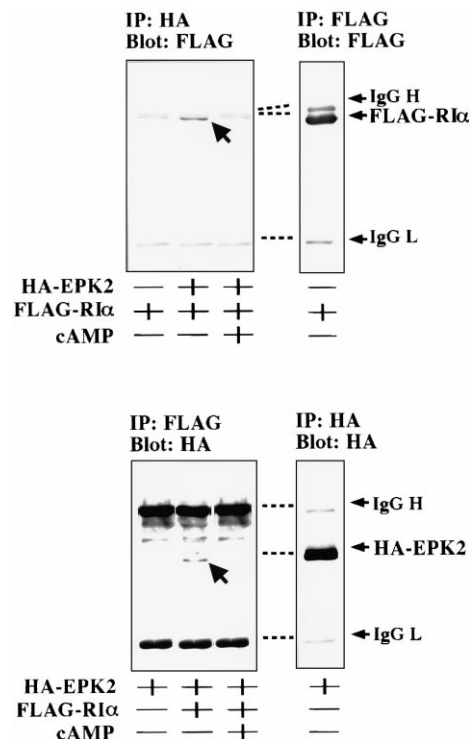 IP: HA
Blot: FLAG
IP: FLAG
Blot: FLAG
IgG H
FLAG-RIα
IgG L
HA-EPK2 — + + —
FLAG-RIα + + + +
cAMP — — + —
IP: FLAG
Blot: HA
IP: HA
Blot: HA
IgG H
HA-EPK2
IgG L
HA-EPK2 + + + +
FLAG-RIα — + + —
cAMP — — + —